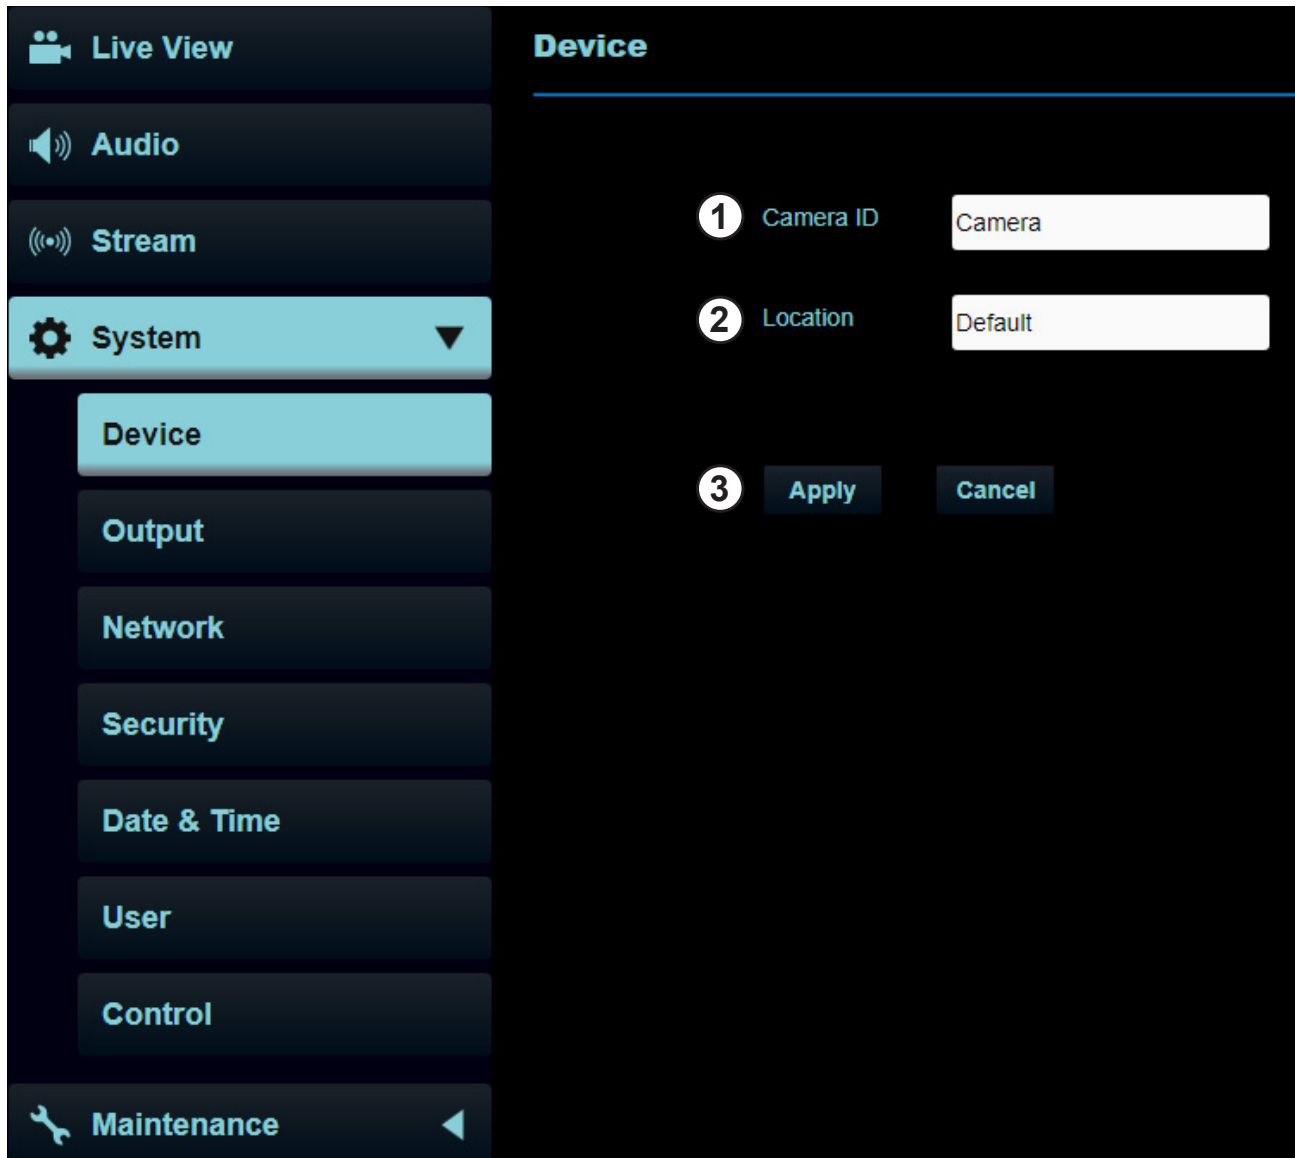 Live View
Audio
Stream
System
Device
Output
Network
Security
Date & Time
User
Control
Maintenance
Device
1 Camera ID Camera
2 Location Default
3 Apply Cancel